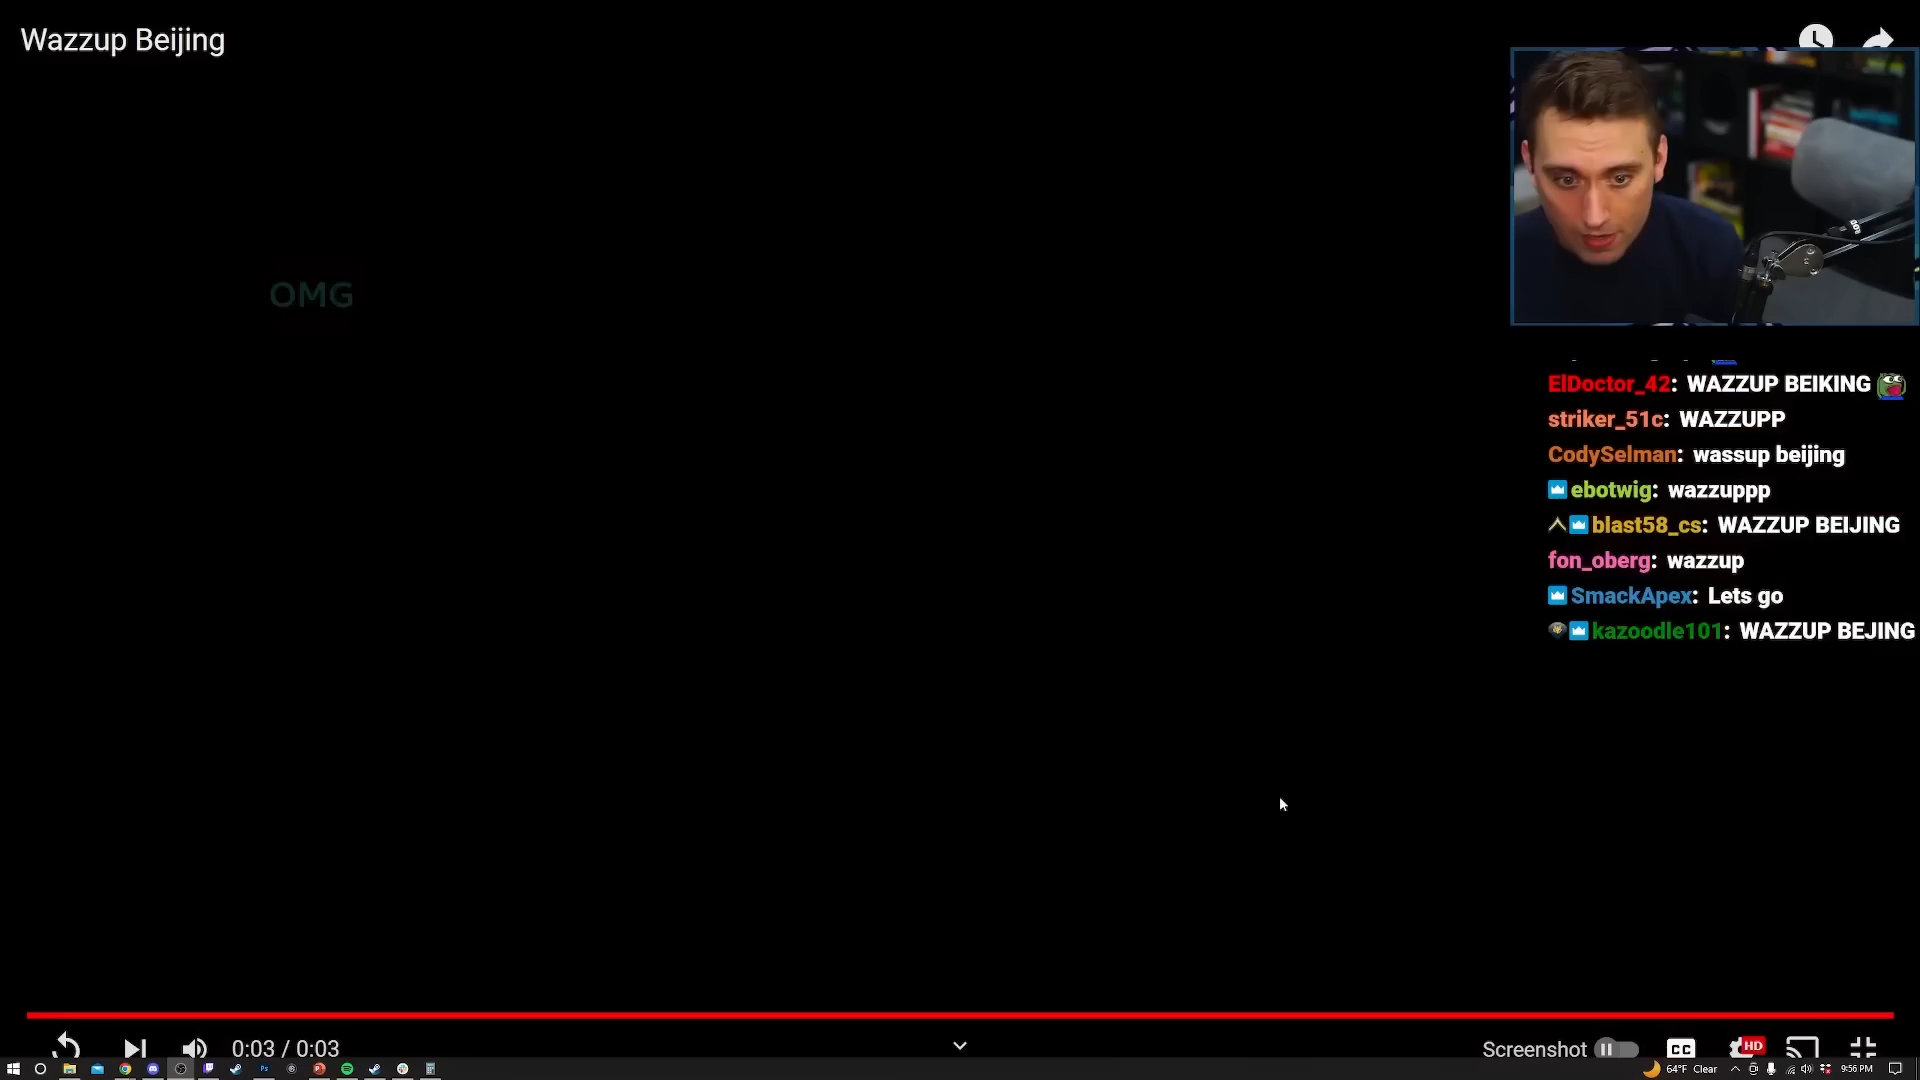 Wazzup Beijing
OMG
ElDoctor_42: WAZZUP BEIKING
striker_51c: WAZZUPP
CodySelman: wassup beijing
ebotwig: wazzuppp
blast58_cs: WAZZUP BEIJING
fon_oberg: wazzup
SmackApex: Lets go
kazoodle101: WAZZUP BEJING
0:03 / 0:03
Screenshot
CC
HD
64°F Clear
9:56 PM